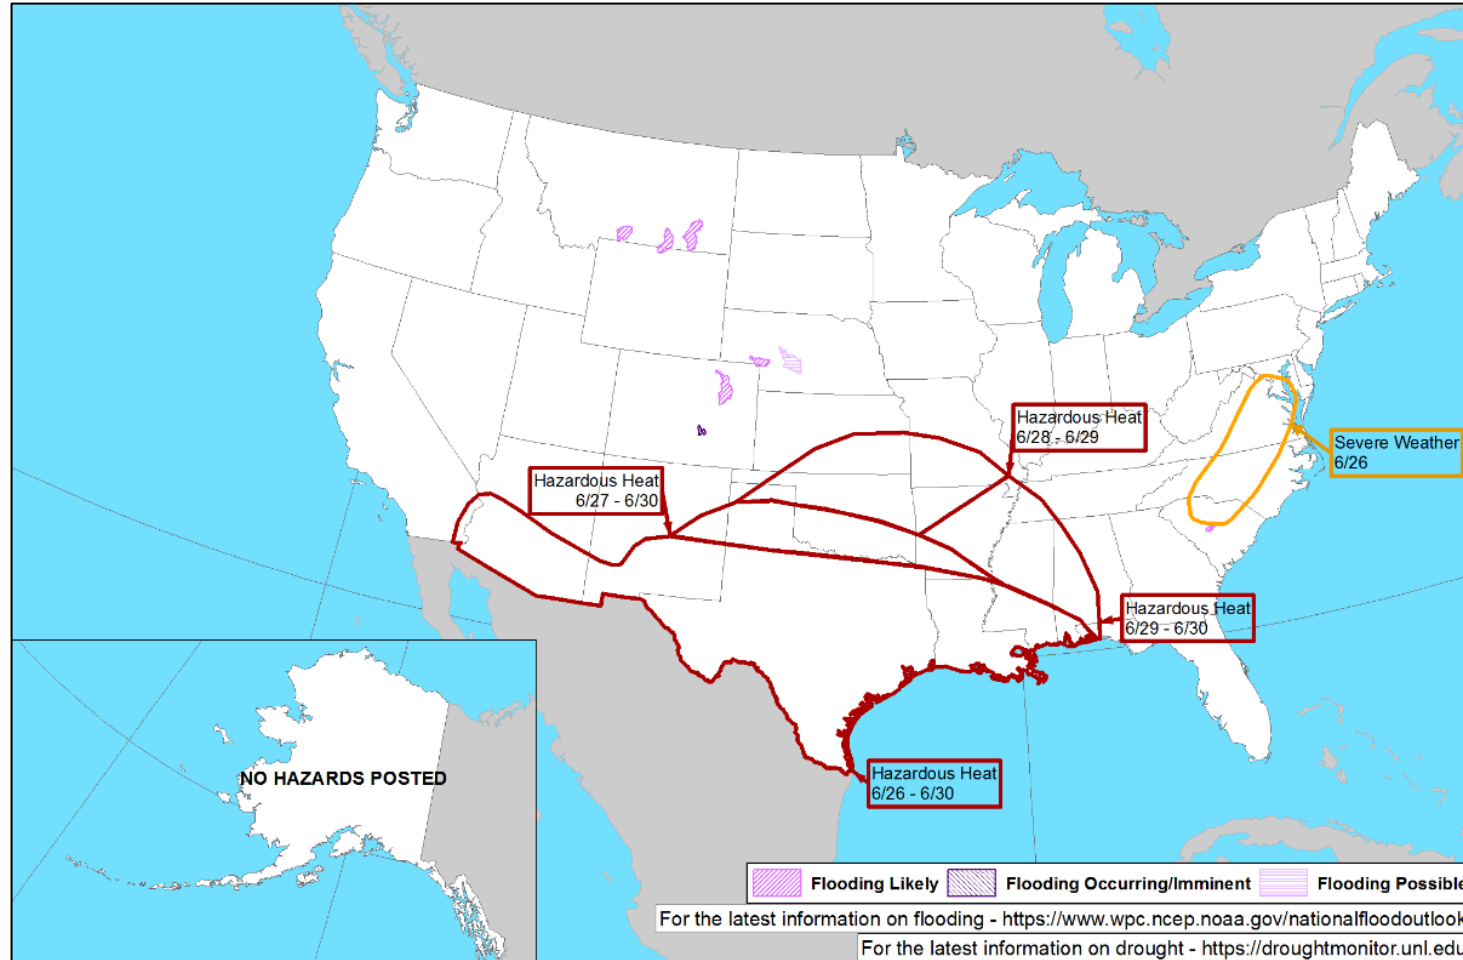 Hazardous Heat
6/28 - 6/29
Severe Weather
6/26
Hazardous Heat
6/27 - 6/30
Hazardous Heat
6/29 - 6/30
NO HAZARDS POSTED
Hazardous Heat
6/26 - 6/30
Flooding Likely Flooding Occurring/Imminent Flooding Possible
For the latest information on flooding - https://www.wpc.ncep.noaa.gov/nationalfloodoutlook
For the latest information on drought - https://droughtmonitor.unl.edu